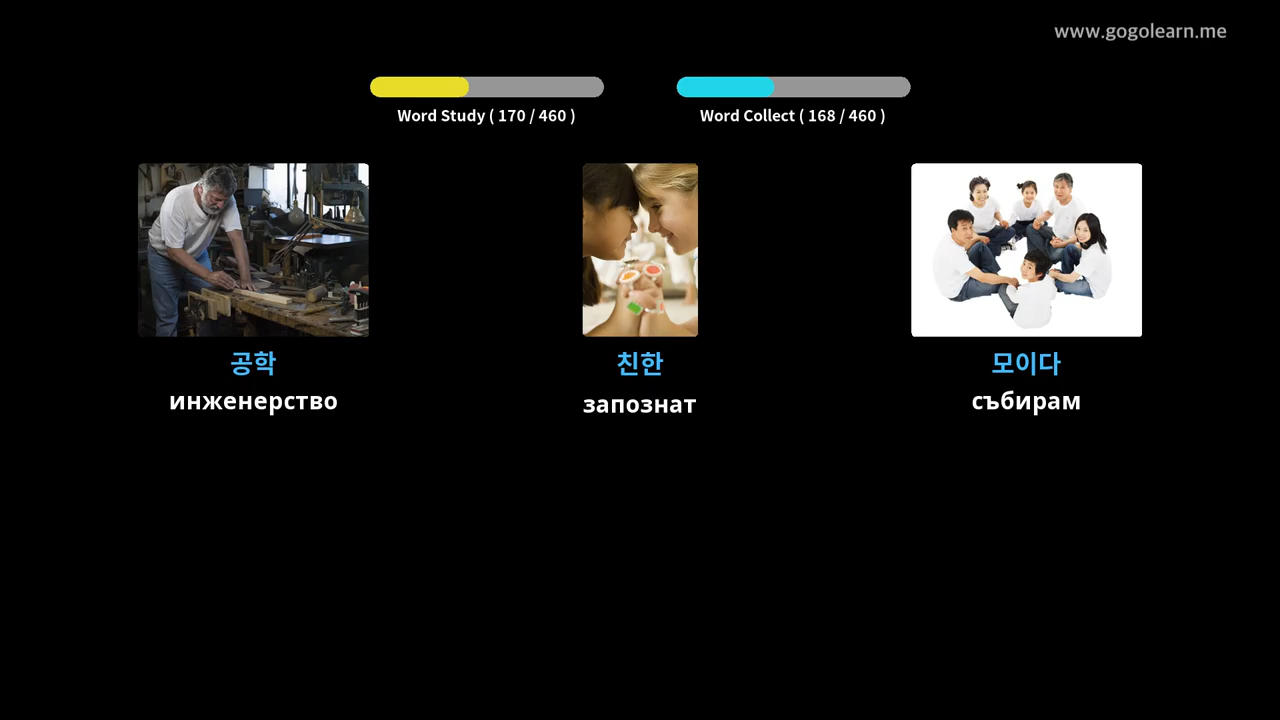 www.gogolearn.me
Word Study ( 170 / 460 )
Word Collect ( 168 / 460 )
공학
친한
모이다
инженерство
запознат
събирам